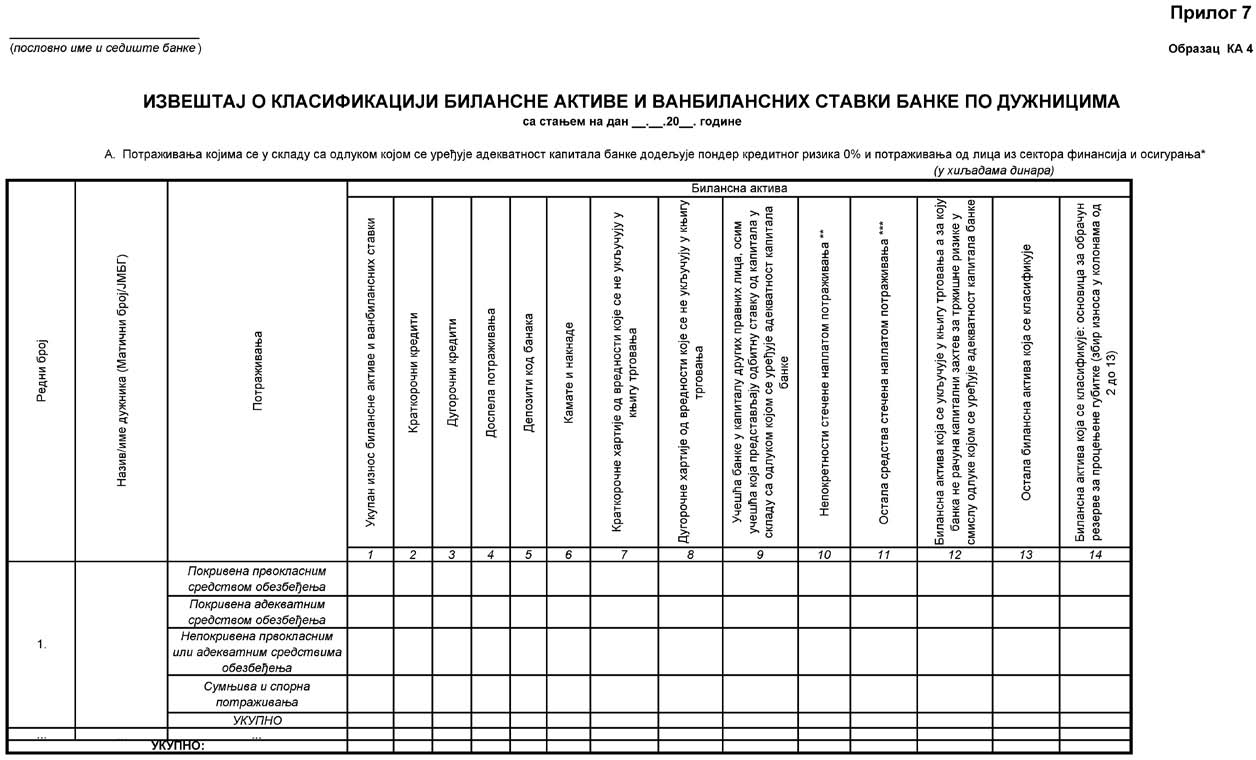 Прилог 7
(пословно име и седиште банке)
Образац КА 4
ИЗВЕШТАЈ О КЛАСИФИКАЦИЈИ БИЛАНСНЕ АКТИВЕ И ВАНБИЛАНСНИХ СТАВКИ БАНКЕ ПО ДУЖНИЦИМА
са стањем на дан __.__.20__. године
А. Потраживања којима се у складу са одлуком којом се уређује адекватност капитала банке додељује пондер кредитног ризика 0% и потраживања од лица из сектора финансија и осигурања*
(у хиљадама динара)
Билансна актива
Редни број
Назив/име дужника (Матични број/ЈМБГ)
Потраживања
Укупан износ билансне активе и ванбилансних ставки
Краткорочни кредити
Дугорочни кредити
Доспела потраживања
Депозити код банака
Камате и накнаде
Краткорочне хартије од вредности које се не укључују у
књигу трговања
Дугорочне хартије од вредности које се не укључују у књигу
трговања
Учешћа банке у капиталу других правних лица, осим
учешћа која представљају одбитну ставку од капитала у
складу са одлуком којом се уређује адекватност капитала
банке
Непокретности стечене наплатом потраживања **
Остала средства стечена наплатом потраживања ***
Билансна актива која се укључује у књигу трговања а за коју
банка не рачуна капитални захтев за тржишне ризике у
смислу одлуке којом се уређује адекватност капитала банке
Остала билансна актива која се класификује
Билансна актива која се класификује: основица за обрачун
резерве за процењене губитке (збир износа у колонама од
2 до 13)
1 2 3 4 5 6 7 8 9 10 11 12 13 14
1.
Покривена првокласним
средством обезбеђења
Покривена адекватним
средством обезбеђења
Непокривена првокласним
или адекватним средствима
обезбеђења
Сумњива и спорна
потраживања
УКУПНО
... ... ...
УКУПНО: